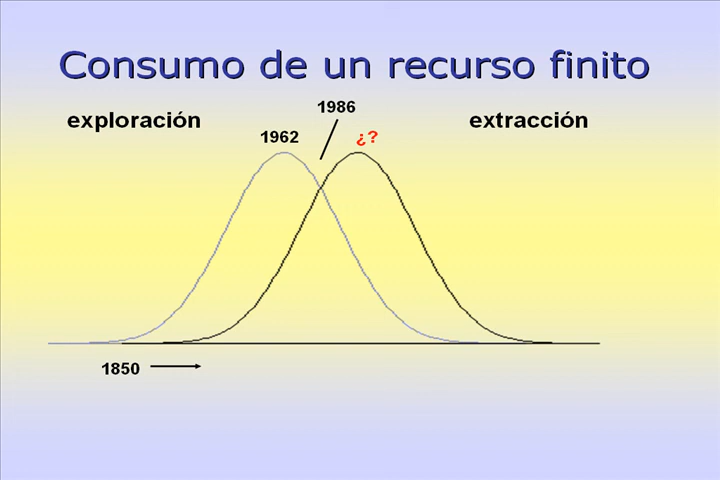 Consumo de un recurso finito
1986
exploración
extracción
1962
¿?
1850